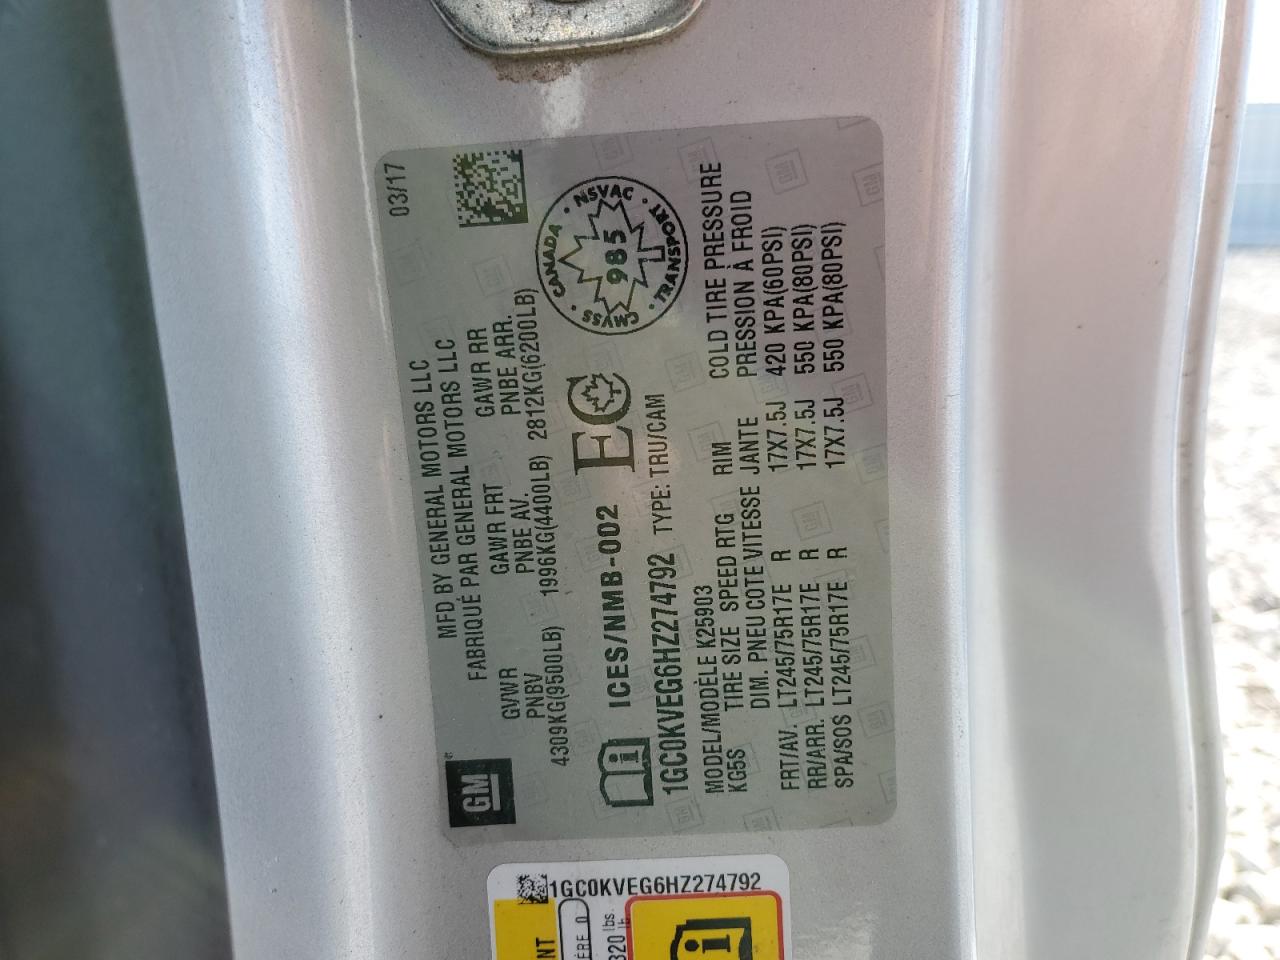 03/17
MFD BY GENERAL MOTORS LLC
FABRIQUÉ PAR GENERAL MOTORS LLC
GM
GVWR GAWR FRT GAWR RR
PNBV PNBE AV. PNBE ARR.
4309KG(9500LB) 1996KG(4400LB) 2812KG(6200LB)
ICES/NMB-002 EC
CANADA · NSVAC · TRANSPORT · CMVSS
985
1GC0KVEG6HZ274792 TYPE: TRU/CAM
MODEL/MODÈLE K25903
KG5S TIRE SIZE SPEED RTG RIM COLD TIRE PRESSURE
DIM. PNEU COTE VITESSE JANTE PRESSION À FROID
FRT/AV. LT245/75R17E R 17X7.5J 420 KPA(60PSI)
RR/ARR. LT245/75R17E R 17X7.5J 550 KPA(80PSI)
SPA/SOS LT245/75R17E R 17X7.5J 550 KPA(80PSI)
1GC0KVEG6HZ274792